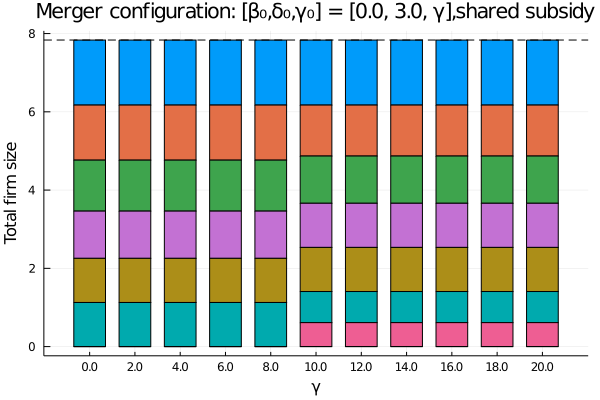 Merger configuration: [β₀,δ₀,γ₀] = [0.0, 3.0, γ],shared subsidy
Total firm size
8
6
4
2
0
0.0 2.0 4.0 6.0 8.0 10.0 12.0 14.0 16.0 18.0 20.0
γ